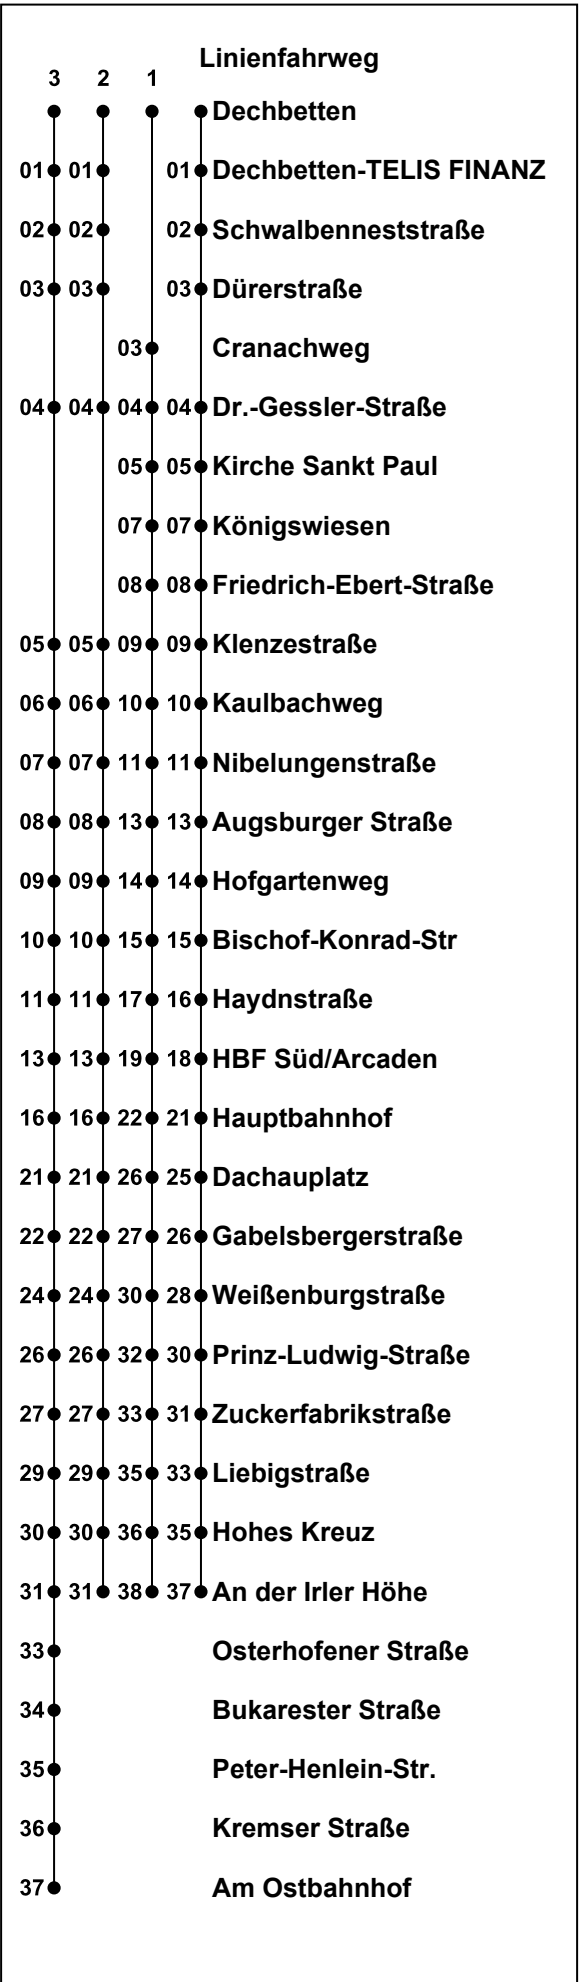 Linienfahrweg
3 2 1
Dechbetten
01 01 01 Dechbetten-TELIS FINANZ
02 02 02 Schwalbenneststraße
03 03 03 Dürerstraße
03 Cranachweg
04 04 04 04 Dr.-Gessler-Straße
05 05 Kirche Sankt Paul
07 07 Königswiesen
08 08 Friedrich-Ebert-Straße
05 05 09 09 Klenzestraße
06 06 10 10 Kaulbachweg
07 07 11 11 Nibelungenstraße
08 08 13 13 Augsburger Straße
09 09 14 14 Hofgartenweg
10 10 15 15 Bischof-Konrad-Str
11 11 17 16 Haydnstraße
13 13 19 18 HBF Süd/Arcaden
16 16 22 21 Hauptbahnhof
21 21 26 25 Dachauplatz
22 22 27 26 Gabelsbergerstraße
24 24 30 28 Weißenburgstraße
26 26 32 30 Prinz-Ludwig-Straße
27 27 33 31 Zuckerfabrikstraße
29 29 35 33 Liebigstraße
30 30 36 35 Hohes Kreuz
31 31 38 37 An der Irler Höhe
33 Osterhofener Straße
34 Bukarester Straße
35 Peter-Henlein-Str.
36 Kremser Straße
37 Am Ostbahnhof